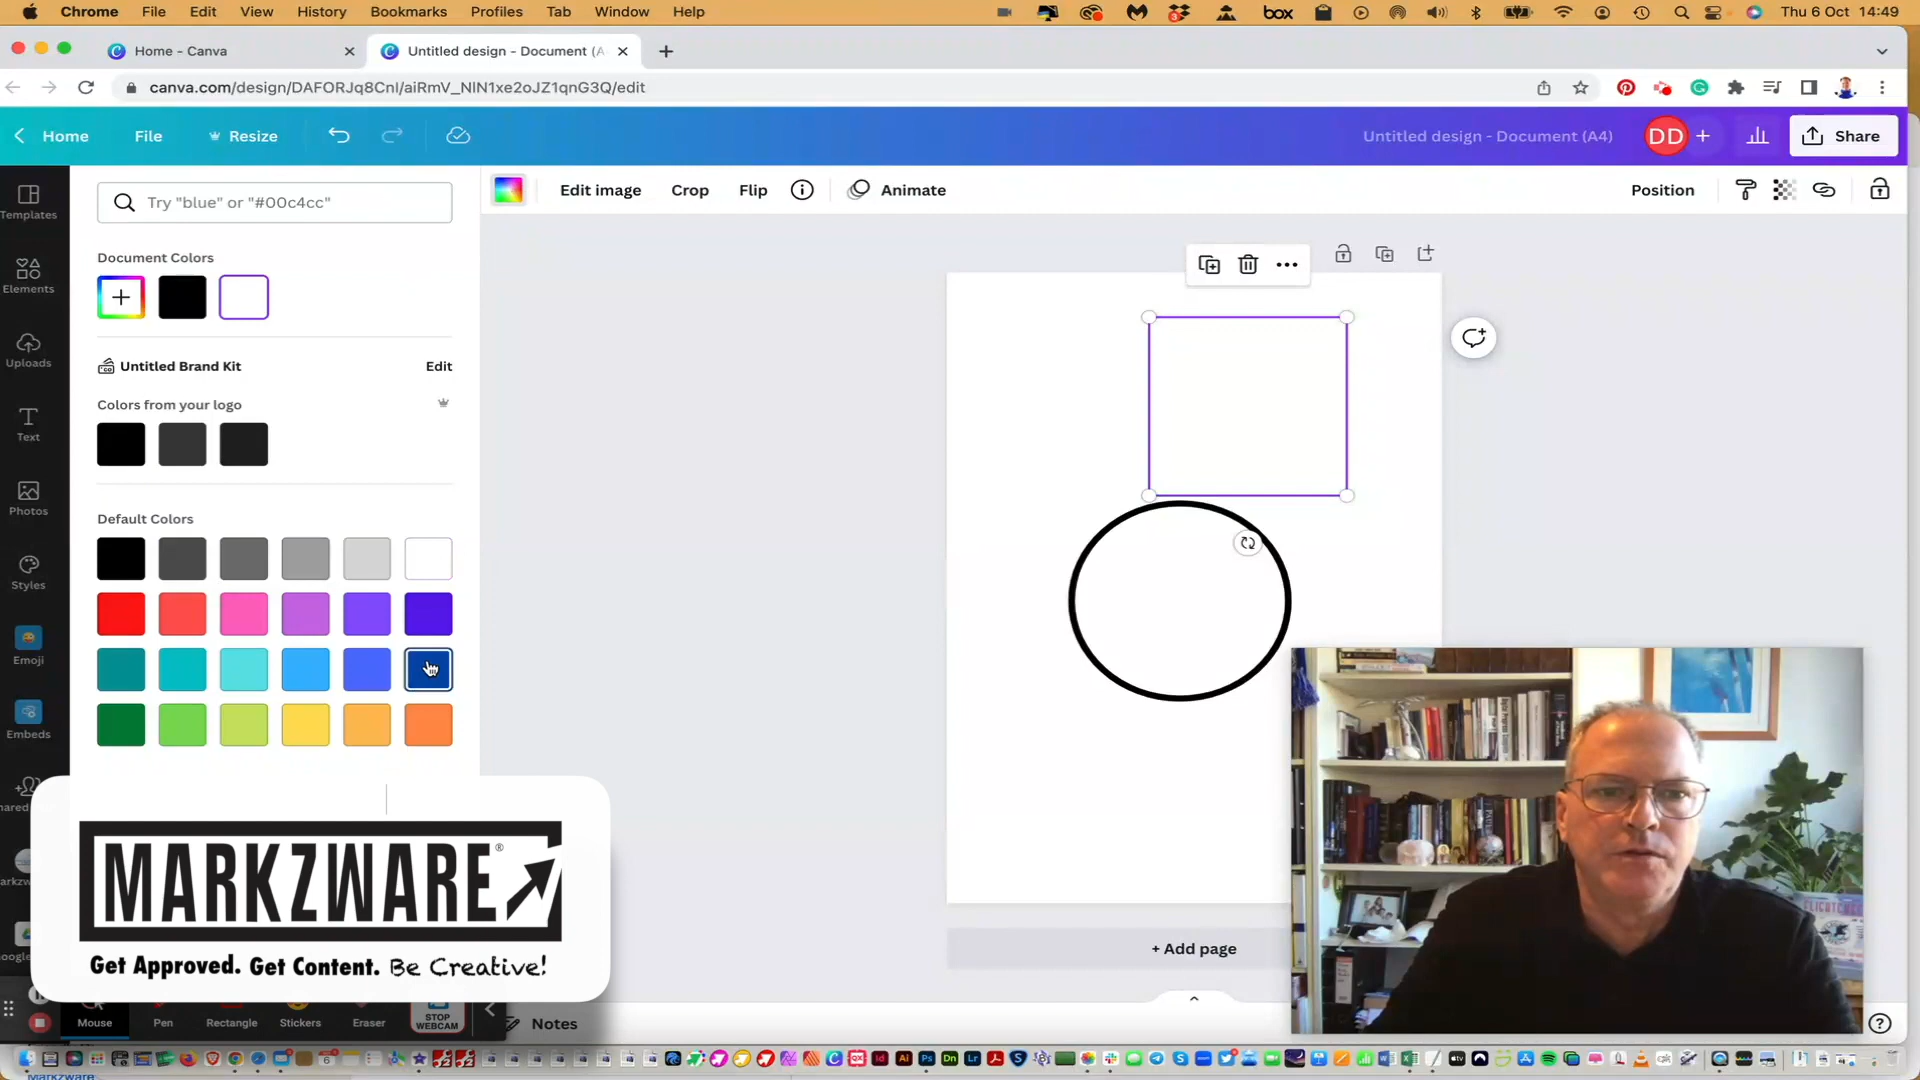 Chrome File Edit View History Bookmarks Profiles Tab Window Help box Thu 6 Oct 14:49
Home - Canva Untitled design - Document (A
canva.com/design/DAFORJq8CnI/aiRmV_NlN1xe2oJZ1qnG3Q/edit
Home File Resize Untitled design - Document (A4) DD + Share
Try "blue" or "#00c4cc"
Edit image Crop Flip Animate Position
Templates
Elements
Uploads
Text
Photos
Styles
Emoji
Embeds
Document Colors
Untitled Brand Kit Edit
Colors from your logo
Default Colors
MARKZWARE®
Get Approved. Get Content. Be Creative!
+ Add page
Mouse Pen Rectangle Stickers Eraser STOP WEBCAM
Notes